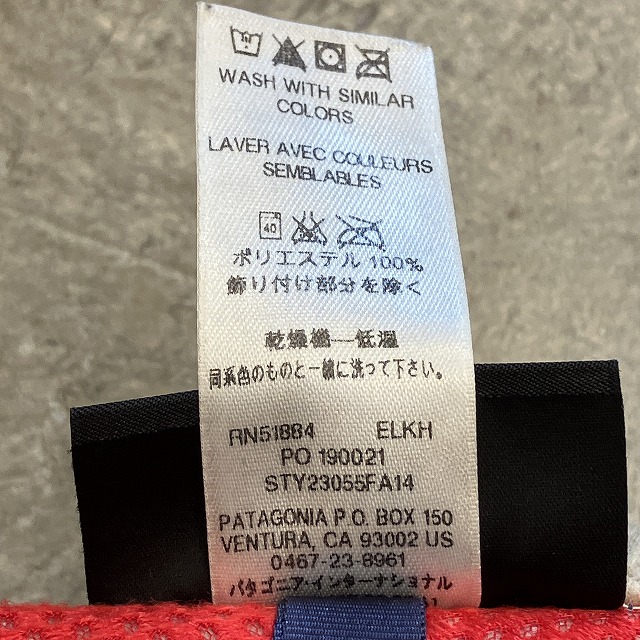 WASH WITH SIMILAR
COLORS
LAVER AVEC COULEURS
SEMBLABLES
40
ポリエステル 100%
飾り付け部分を除く
乾燥機—低温
同系色のものと一緒に洗って下さい。
RN51884 ELKH
PO 190021
STY23055FA14
PATAGONIA P.O. BOX 150
VENTURA, CA 93002 US
0467-23-8961
パタゴニア・インターナショナル